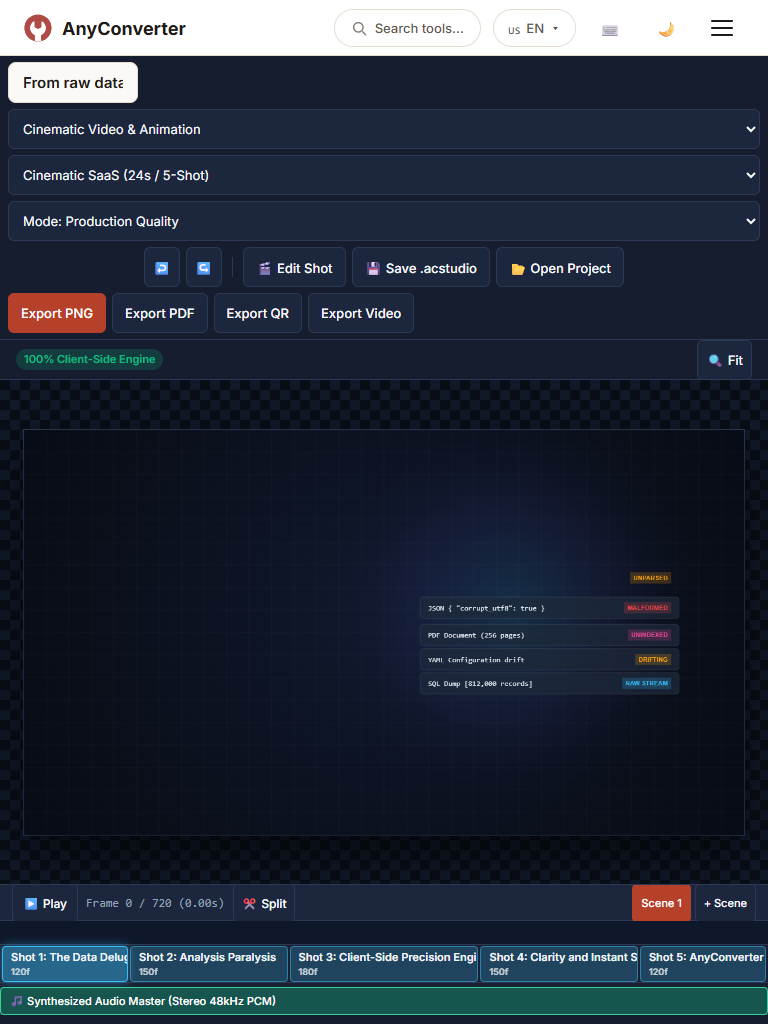 AnyConverter
Search tools...
US EN
From raw data
Cinematic Video & Animation
Cinematic SaaS (24s / 5-Shot)
Mode: Production Quality
Edit Shot
Save .acstudio
Open Project
Export PNG
Export PDF
Export QR
Export Video
100% Client-Side Engine
Fit
UNPARSED
JSON { "corrupt_utf8": true }
MALFORMED
PDF Document (256 pages)
UNINDEXED
YAML Configuration drift
DRIFTING
SQL Dump [812,000 records]
RAW STREAM
Play
Frame 0 / 720 (0.00s)
Split
Scene 1
+ Scene
Shot 1: The Data Delug
120f
Shot 2: Analysis Paralysis
150f
Shot 3: Client-Side Precision Engi
180f
Shot 4: Clarity and Instant S
150f
Shot 5: AnyConverter
120f
Synthesized Audio Master (Stereo 48kHz PCM)